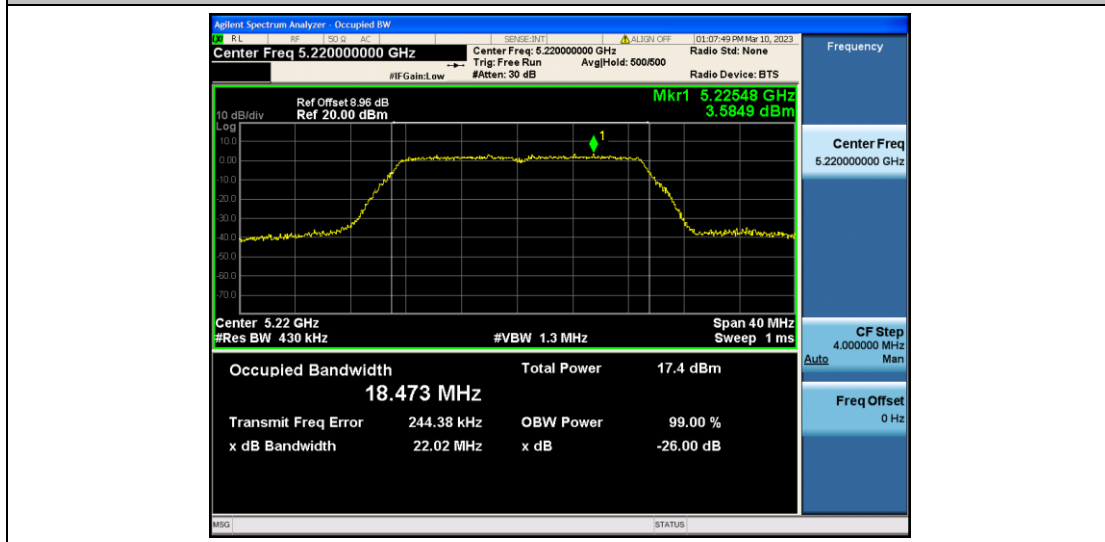 Agilent Spectrum Analyzer - Occupied BW
RL RF 50 Ω AC SENSE:INT ALIGN OFF 01:07:49 PM Mar 10, 2023
Center Freq 5.220000000 GHz
Center Freq: 5.220000000 GHz Radio Std: None
Trig: Free Run Avg|Hold: 500/500
#IFGain:Low #Atten: 30 dB Radio Device: BTS
Frequency
Ref Offset 8.96 dB
10 dB/div Ref 20.00 dBm
Mkr1 5.22548 GHz
3.5849 dBm
Log
10.0
0.00
-10.0
-20.0
-30.0
-40.0
-50.0
-60.0
-70.0
1
Center 5.22 GHz Span 40 MHz
#Res BW 430 kHz #VBW 1.3 MHz Sweep 1 ms
Occupied Bandwidth Total Power 17.4 dBm
18.473 MHz
Transmit Freq Error 244.38 kHz OBW Power 99.00 %
x dB Bandwidth 22.02 MHz x dB -26.00 dB
Center Freq
5.220000000 GHz
CF Step
4.000000 MHz
Auto Man
Freq Offset
0 Hz
MSG STATUS